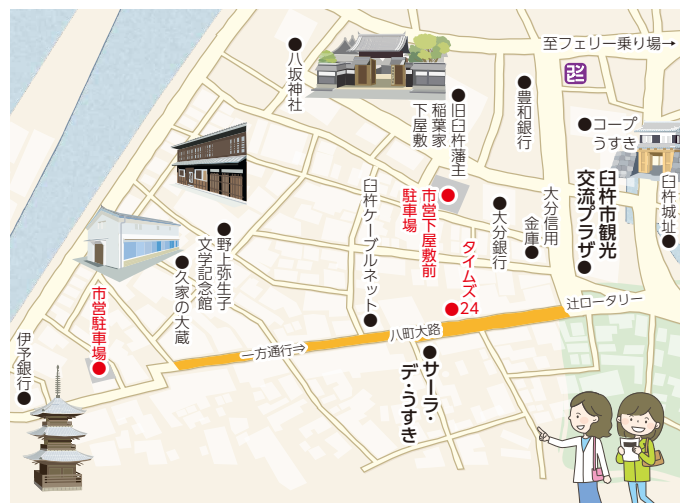 至フェリー乗り場→
コンビニ
八坂神社
旧臼杵藩主
稲葉家
下屋敷
豊和銀行
コープ
うすき
臼杵城址
臼杵市観光
交流プラザ
大分信用
金庫
大分銀行
市営下屋敷前
駐車場
タイムズ
24
臼杵ケーブルネット
野上弥生子
文学記念館
久家の大蔵
市営駐車場
伊予銀行
辻ロータリー
八町大路
一方通行⇒
サーラ・
デ・うすき